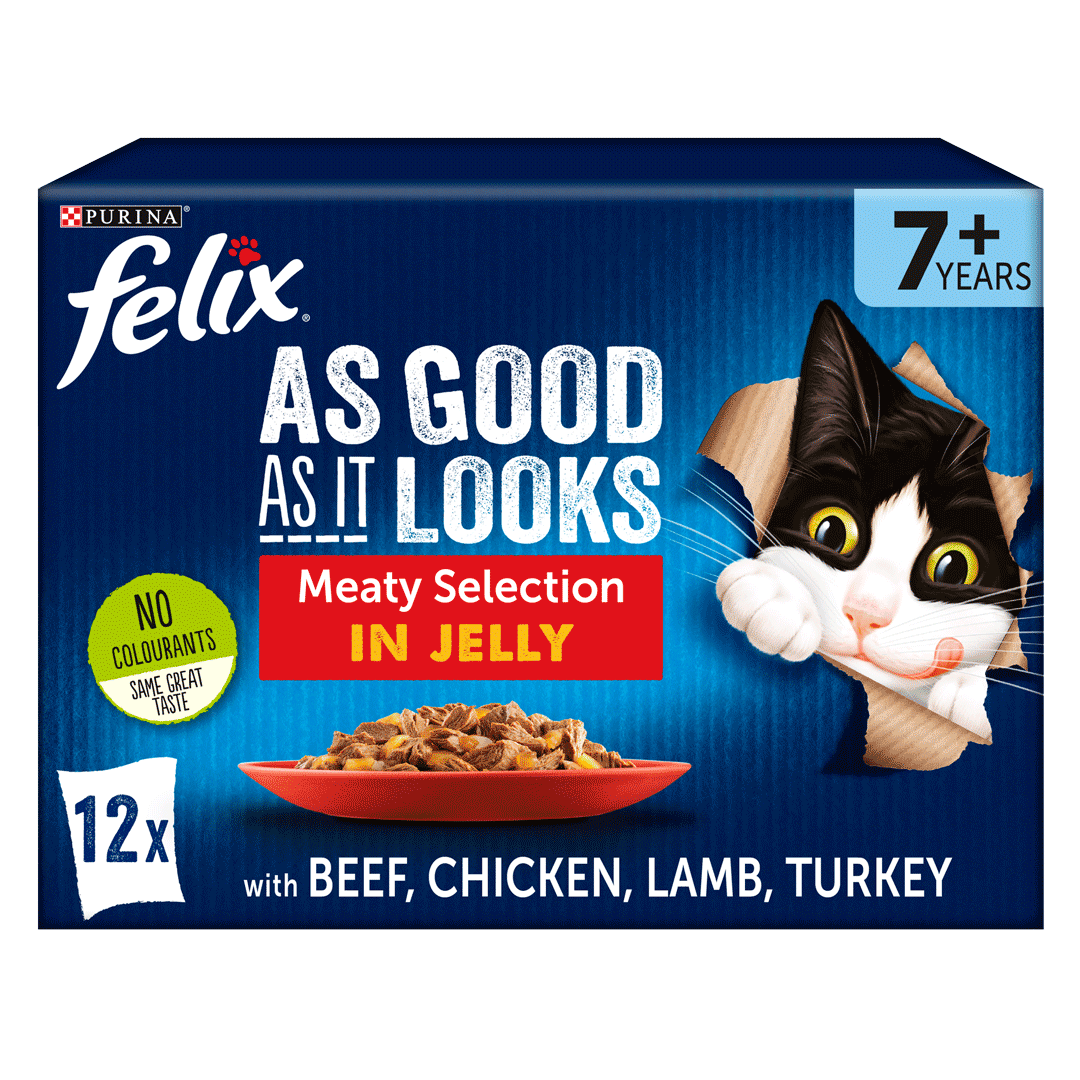 PURINA®
felix®
7+
YEARS
AS GOOD
AS IT LOOKS
Meaty Selection
IN JELLY
NO
COLOURANTS
SAME GREAT
TASTE
12x
with BEEF, CHICKEN, LAMB, TURKEY